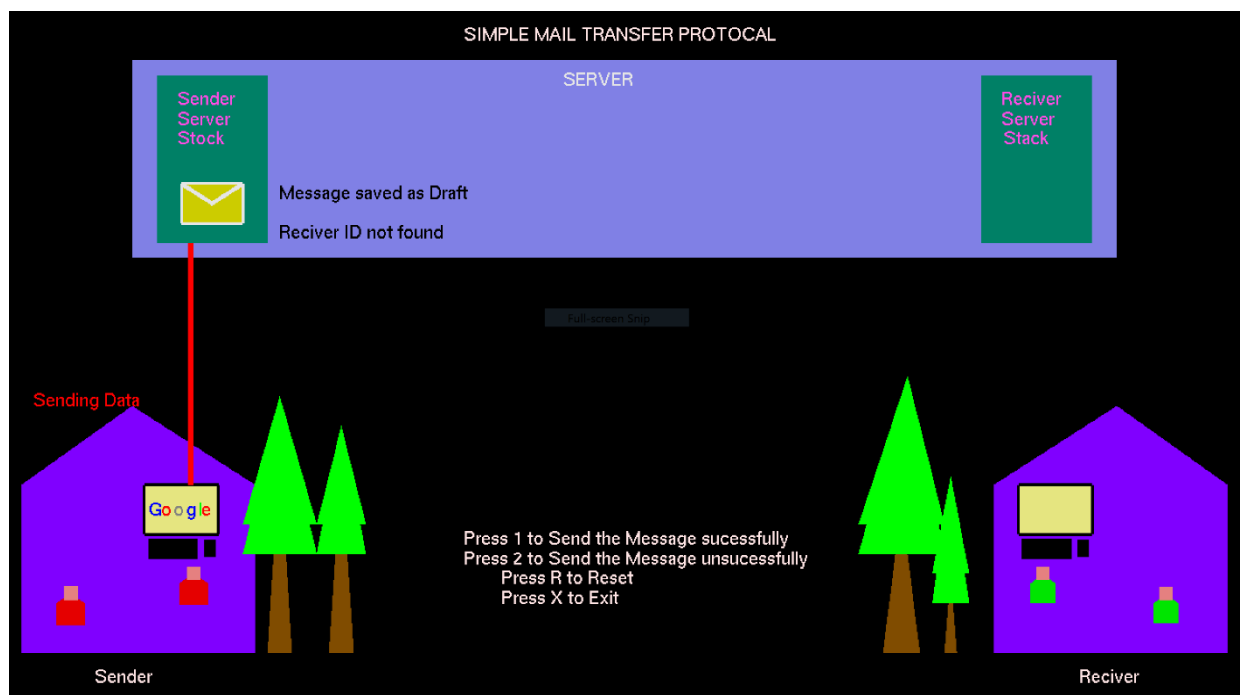 SIMPLE MAIL TRANSFER PROTOCAL
SERVER
Sender
Server
Stock
Reciver
Server
Stack
Message saved as Draft
Reciver ID not found
Full-screen Snip
Sending Data
Google
Press 1 to Send the Message sucessfully
Press 2 to Send the Message unsucessfully
Press R to Reset
Press X to Exit
Sender
Reciver